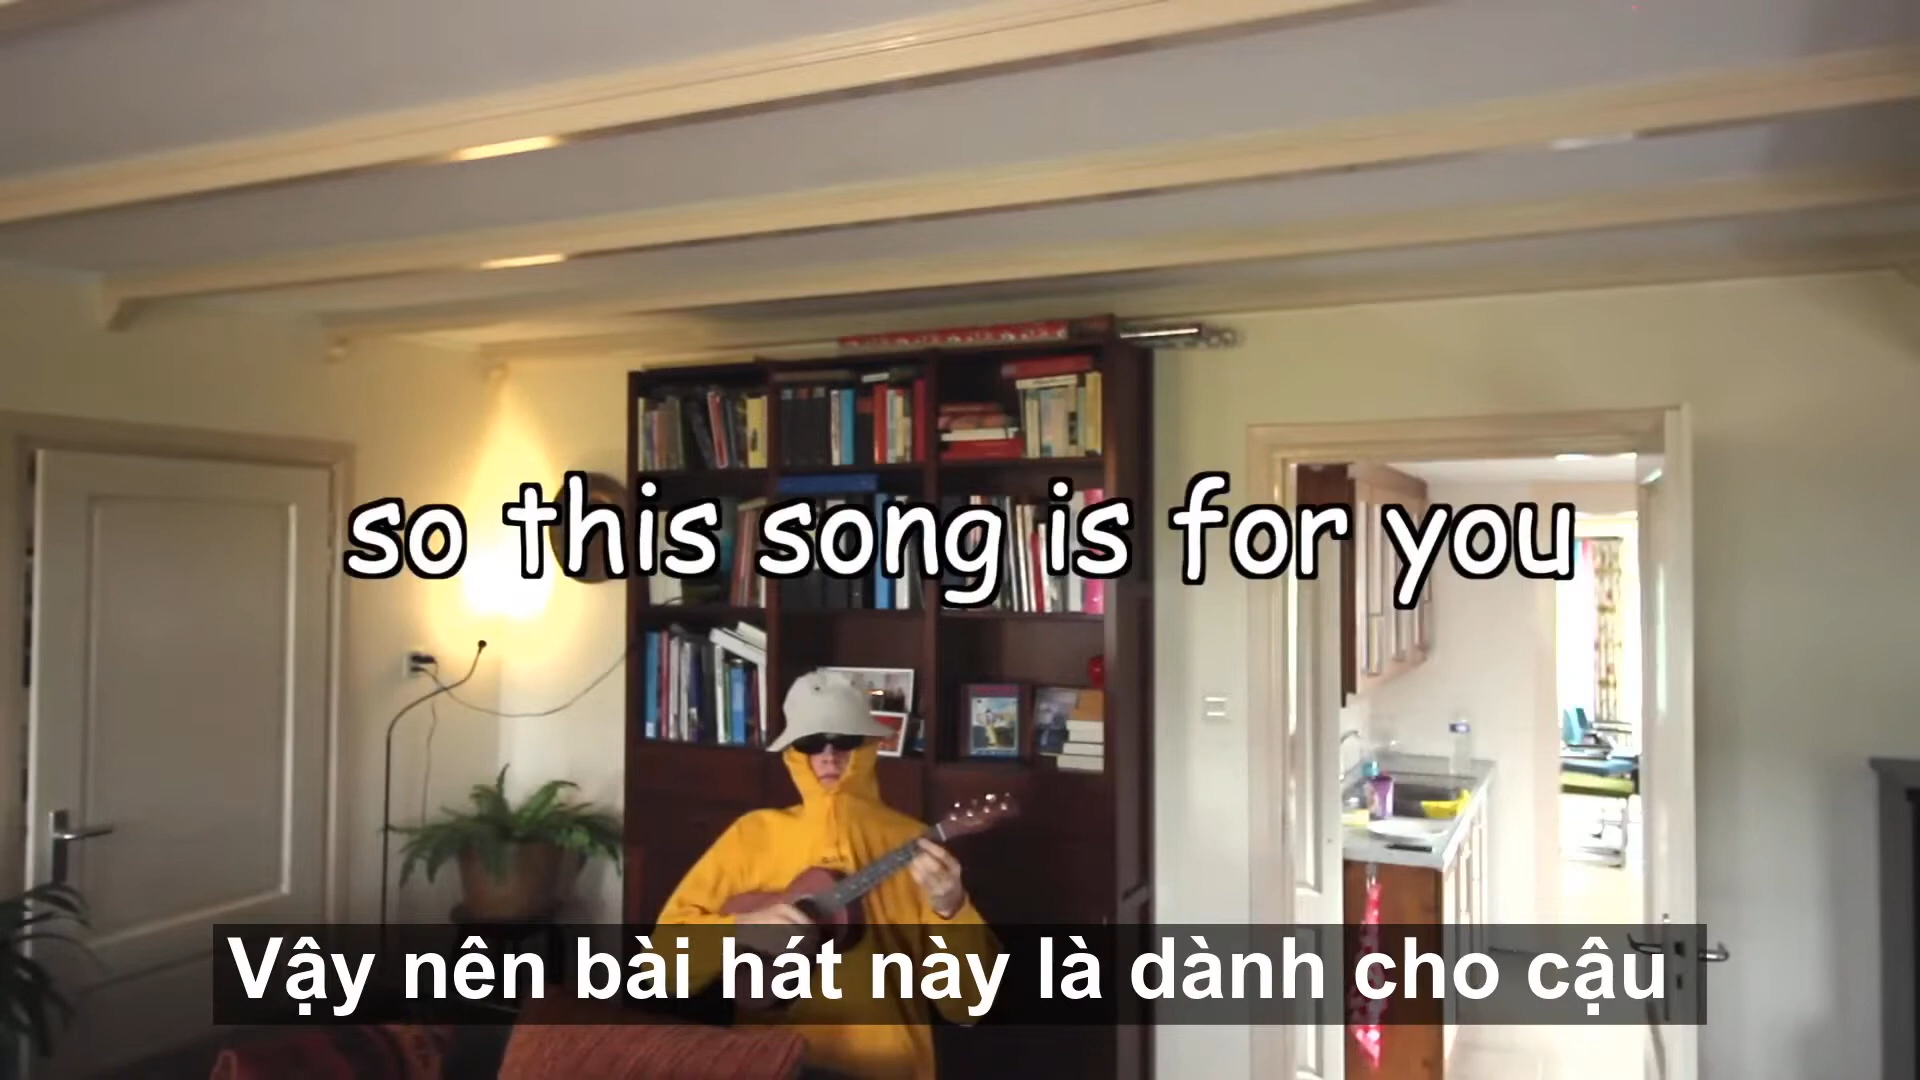 so this song is for you
Vậy nên bài hát này là dành cho cậu